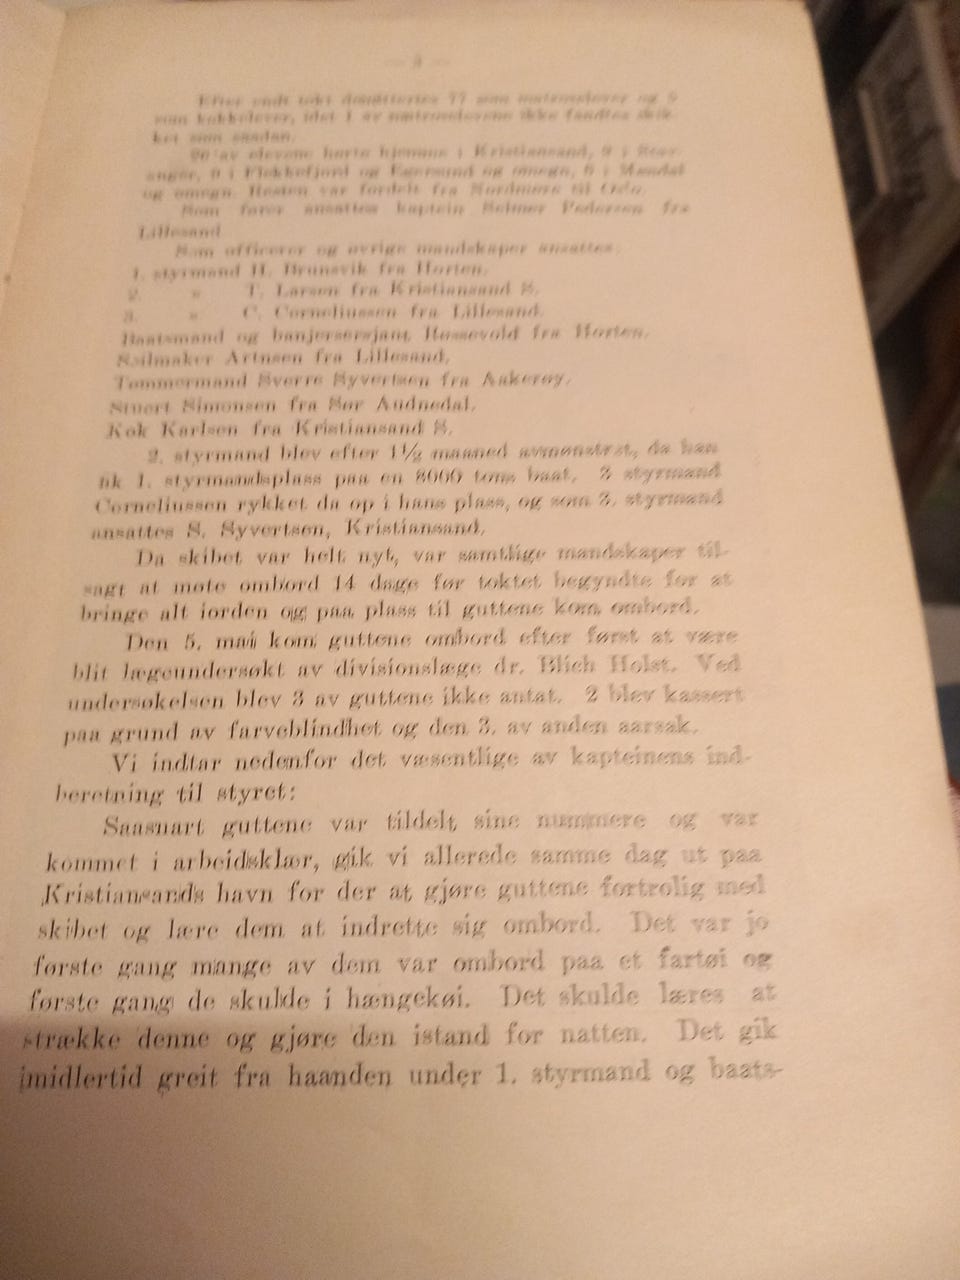 Efter endt tokt dimitteries 77 som matroselever og 9
som kokkelever, idet 1 av matroselevene ikke fandtes skik-
ket som saadan.
av elevene hørte hjemme i Kristiansand, 9 i Stav-
anger, 9 i Flekkefjord og Egersund og omegn, 6 i Mandal
og omegn. Resten var fordelt fra Nordmøre til Oslo.
Som fører ansattes kaptein Selmer Pedersen fra
Lillesand
Som officerer og øvrige mandskaper ansattes:
1. styrmand H. Brunsvik fra Horten.
2. » T. Larsen fra Kristiansand S.
3. » C. Corneliussen fra Lillesand.
Baatsmand og banjersersjant Rossevold fra Horten.
Seilmaker Arntsen fra Lillesand.
Tømmermand Sverre Syvertsen fra Aakerøy.
Stuert Simonsen fra Sør Audnedal.
Kok Karlsen fra Kristiansand S.
2. styrmand blev efter 1½ maaned avmønstret, da han
fik 1. styrmandsplass paa en 8000 tons baat. 3 styrmand
Corneliussen rykket da op i hans plass, og som 3. styrmand
ansattes S. Syvertsen, Kristiansand.
Da skibet var helt nyt, var samtlige mandskaper til-
sagt at møte ombord 14 dage før toktet begyndte for at
bringe alt iorden og paa plass til guttene kom ombord.
Den 5. mai kom guttene ombord efter først at være
blit lægeundersøkt av divisionslæge dr. Blich Holst. Ved
undersøkelsen blev 3 av guttene ikke antat. 2 blev kassert
paa grund av farveblindhet og den 3. av anden aarsak.
Vi indtar nedenfor det væsentlige av kapteinens ind-
beretning til styret:
Saasnart guttene var tildelt sine nummere og var
kommet i arbeidsklær, gik vi allerede samme dag ut paa
Kristiansands havn for der at gjøre guttene fortrolig med
skibet og lære dem at indrette sig ombord. Det var jo
første gang mange av dem var ombord paa et fartøi og
første gang de skulde i hængekøi. Det skulde læres at
strække denne og gjøre den istand for natten. Det gik
imidlertid greit fra haanden under 1. styrmand og baats-